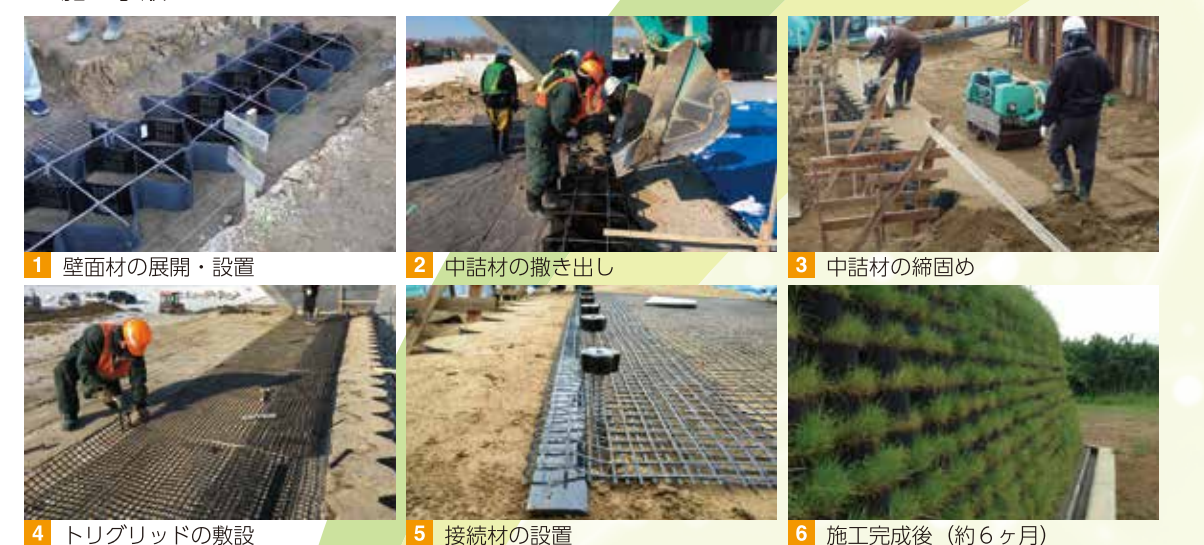 1 壁面材の展開・設置
2 中詰材の撒き出し
3 中詰材の締固め
4 トリグリッドの敷設
5 接続材の設置
6 施工完成後（約6ヶ月）